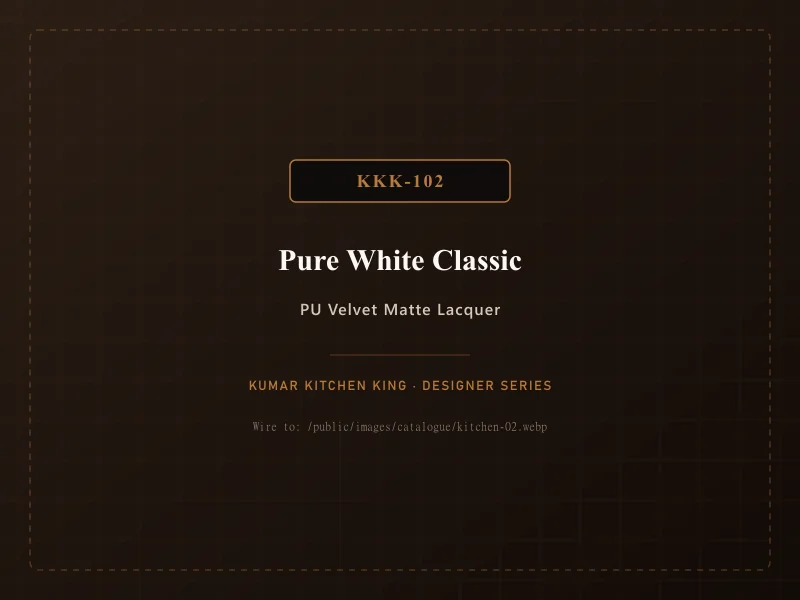 KKK-102
Pure White Classic
PU Velvet Matte Lacquer
KUMAR KITCHEN KING · DESIGNER SERIES
Wire to: /public/images/catalogue/kitchen-02.webp